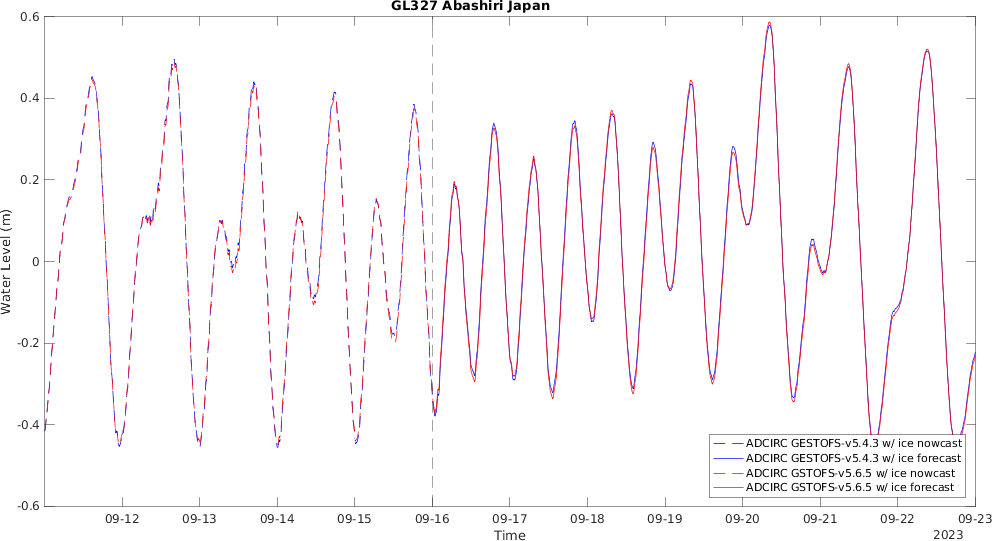 GL327 Abashiri Japan
0.6
0.4
0.2
0
-0.2
-0.4
-0.6
Water Level (m)
ADCIRC GESTOFS-v5.4.3 w/ ice nowcast
ADCIRC GESTOFS-v5.4.3 w/ ice forecast
ADCIRC GSTOFS-v5.6.5 w/ ice nowcast
ADCIRC GSTOFS-v5.6.5 w/ ice forecast
09-12 09-13 09-14 09-15 09-16 09-17 09-18 09-19 09-20 09-21 09-22 09-23
Time
2023